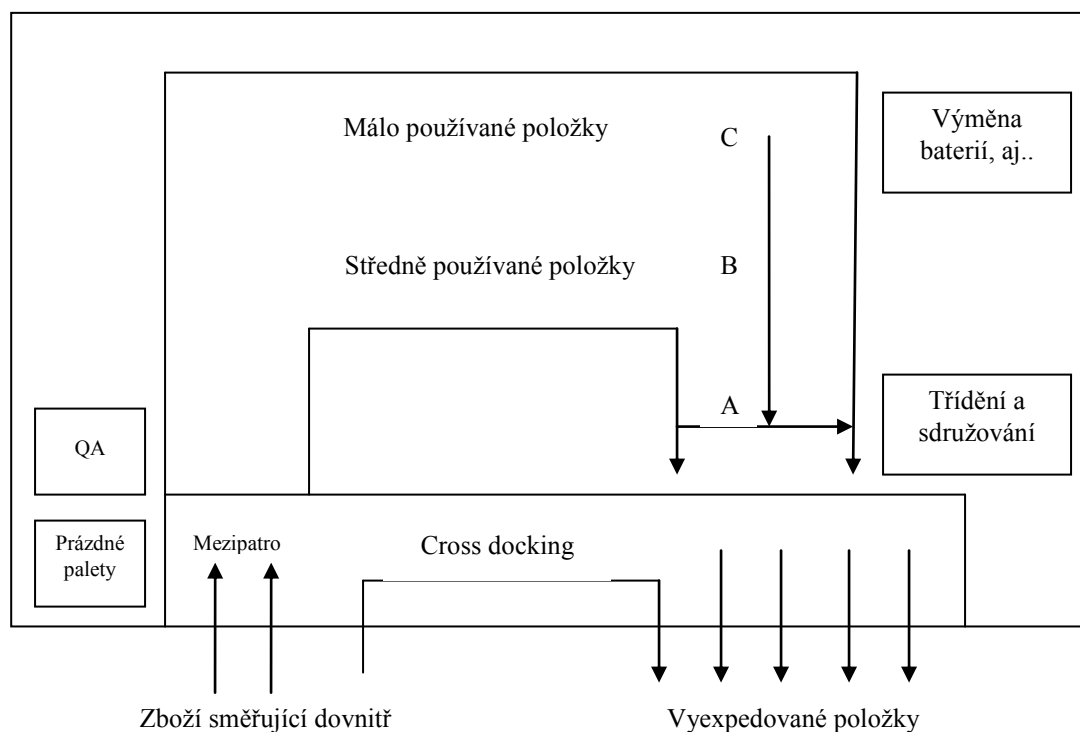 Málo používané položky
C
Výměna
baterií, aj..
Středně používané položky
B
A
Třídění a
sdružování
QA
Prázdné
palety
Mezipatro
Cross docking
Zboží směřující dovnitř
Vyexpedované položky